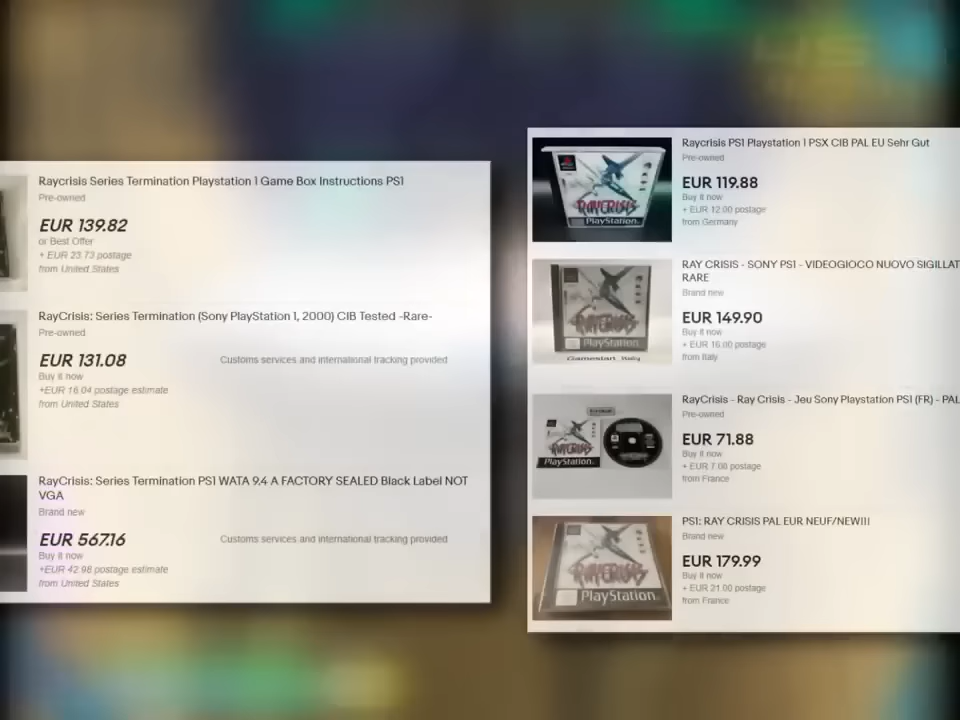 Raycrisis Series Termination Playstation 1 Game Box Instructions PS1
Pre-owned
EUR 139.82
or Best Offer
+ EUR 23.73 postage
from United States
RayCrisis: Series Termination (Sony PlayStation 1, 2000) CIB Tested -Rare-
Pre-owned
EUR 131.08
Customs services and international tracking provided
Buy it now
+EUR 16.04 postage estimate
from United States
RayCrisis: Series Termination PS1 WATA 9.4 A FACTORY SEALED Black Label NOT
VGA
Brand new
EUR 567.16
Customs services and international tracking provided
Buy it now
+EUR 42.98 postage estimate
from United States
Raycrisis PS1 Playstation 1 PSX CIB PAL EU Sehr Gut
Pre-owned
EUR 119.88
Buy it now
+ EUR 12.00 postage
from Germany
RAYCRISIS
PlayStation
RAY CRISIS - SONY PS1 - VIDEOGIOCO NUOVO SIGILLAT
RARE
Brand new
EUR 149.90
Buy it now
+ EUR 16.00 postage
from Italy
RAYCRISIS
PlayStation
Gamestart Italy
RayCrisis - Ray Crisis - Jeu Sony Playstation PS1 (FR) - PAL
Pre-owned
EUR 71.88
Buy it now
+ EUR 7.08 postage
from France
RAYCRISIS
PlayStation
PS1: RAY CRISIS PAL EUR NEUF/NEW!!!
Brand new
EUR 179.99
Buy it now
+ EUR 21.00 postage
from France
RAYCRISIS
PlayStation